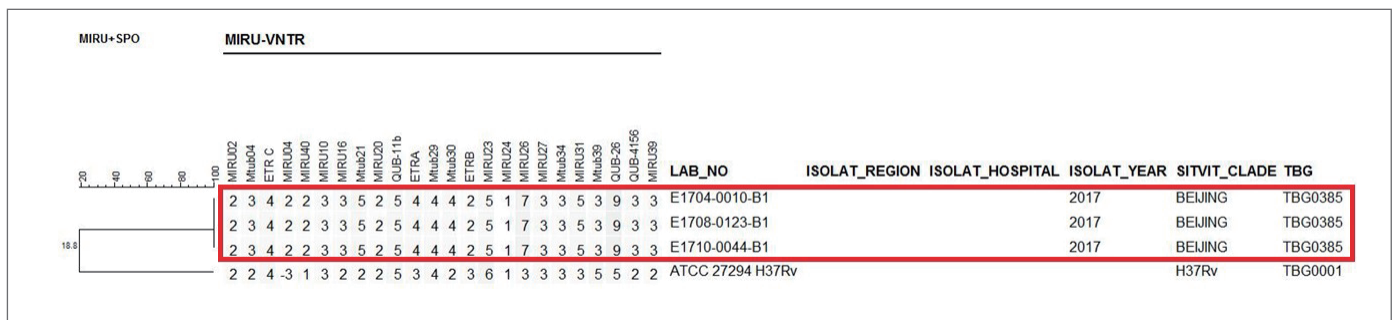 MIRU+SPO MIRU-VNTR
20 40 60 80 100 MIRU02 Mtub04 ETR C MIRU04 MIRU40 MIRU10 MIRU16 Mtub21 MIRU20 QUB-11b ETRA Mtub29 Mtub30 ETRB MIRU23 MIRU24 MIRU26 MIRU27 Mtub34 MIRU31 Mtub39 QUB-26 QUB-4156 MIRU39 LAB_NO ISOLAT_REGION ISOLAT_HOSPITAL ISOLAT_YEAR SITVIT_CLADE TBG
2 3 4 2 2 3 3 5 2 5 4 4 4 2 5 1 7 3 3 5 3 9 3 3 E1704-0010-B1 2017 BEIJING TBG0385
2 3 4 2 2 3 3 5 2 5 4 4 4 2 5 1 7 3 3 5 3 9 3 3 E1708-0123-B1 2017 BEIJING TBG0385
18.8 2 3 4 2 2 3 3 5 2 5 4 4 4 2 5 1 7 3 3 5 3 9 3 3 E1710-0044-B1 2017 BEIJING TBG0385
2 2 4 -3 1 3 2 2 2 5 3 4 2 3 6 1 3 3 3 3 5 5 2 2 ATCC 27294 H37Rv H37Rv TBG0001